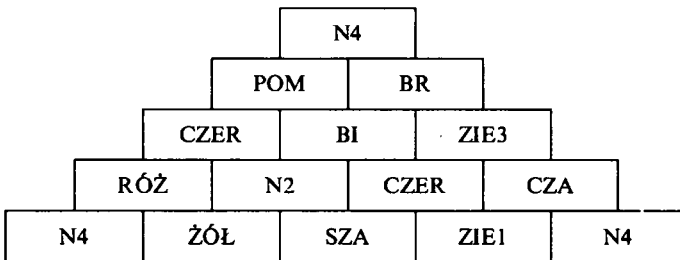 N4
POM BR
CZER BI ZIE3
RÓŻ N2 CZER CZA
N4 ŻÓŁ SZA ZIE1 N4